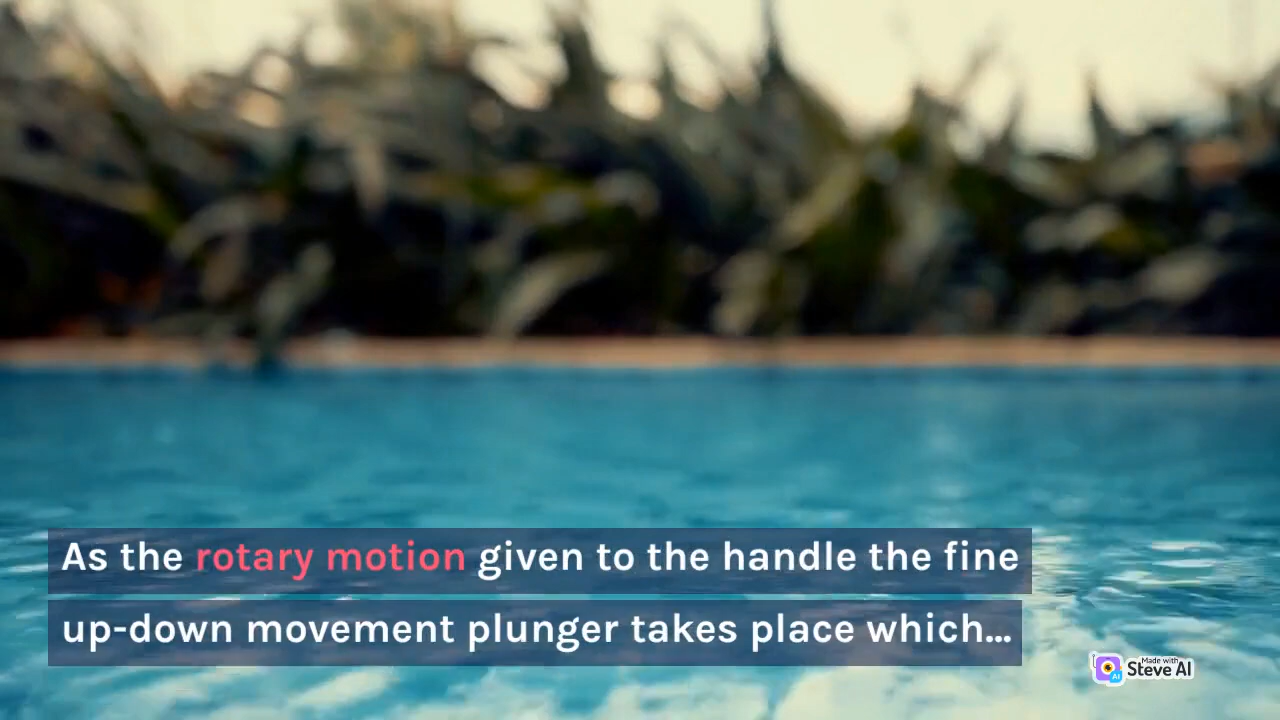 As the rotary motion given to the handle the fine
up-down movement plunger takes place which...
Made with
Steve AI
AI